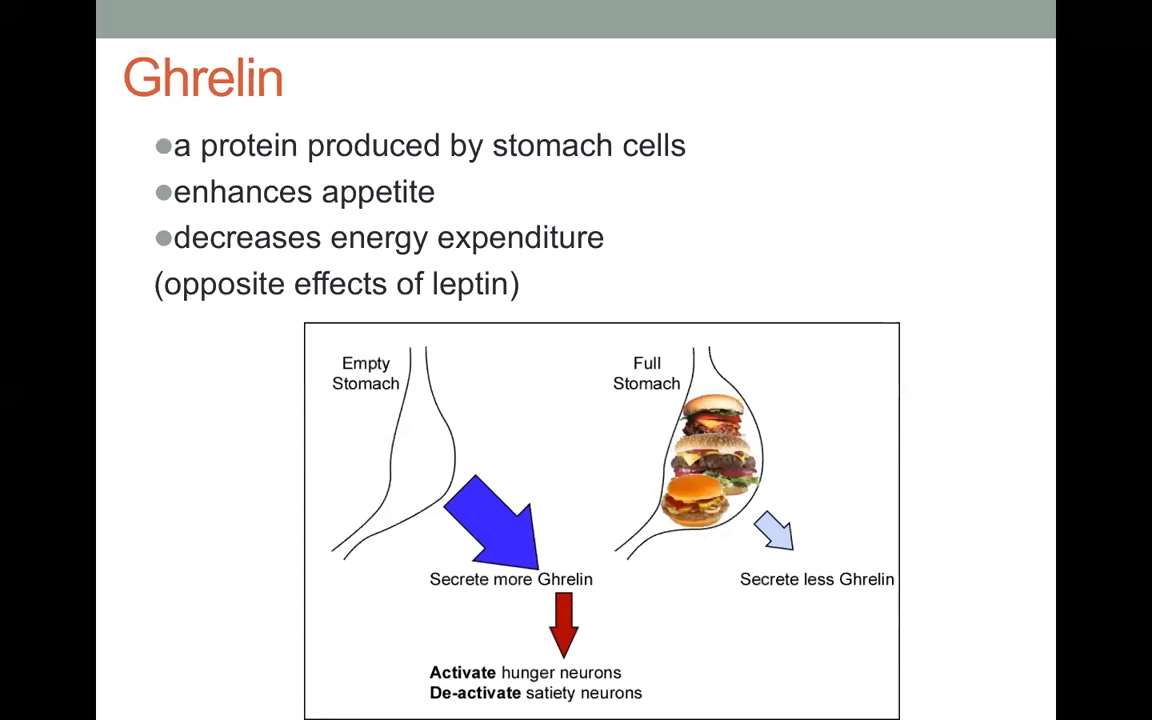 Ghrelin
●a protein produced by stomach cells
●enhances appetite
●decreases energy expenditure
(opposite effects of leptin)
Empty
Stomach
Full
Stomach
Secrete more Ghrelin
Secrete less Ghrelin
Activate hunger neurons
De-activate satiety neurons